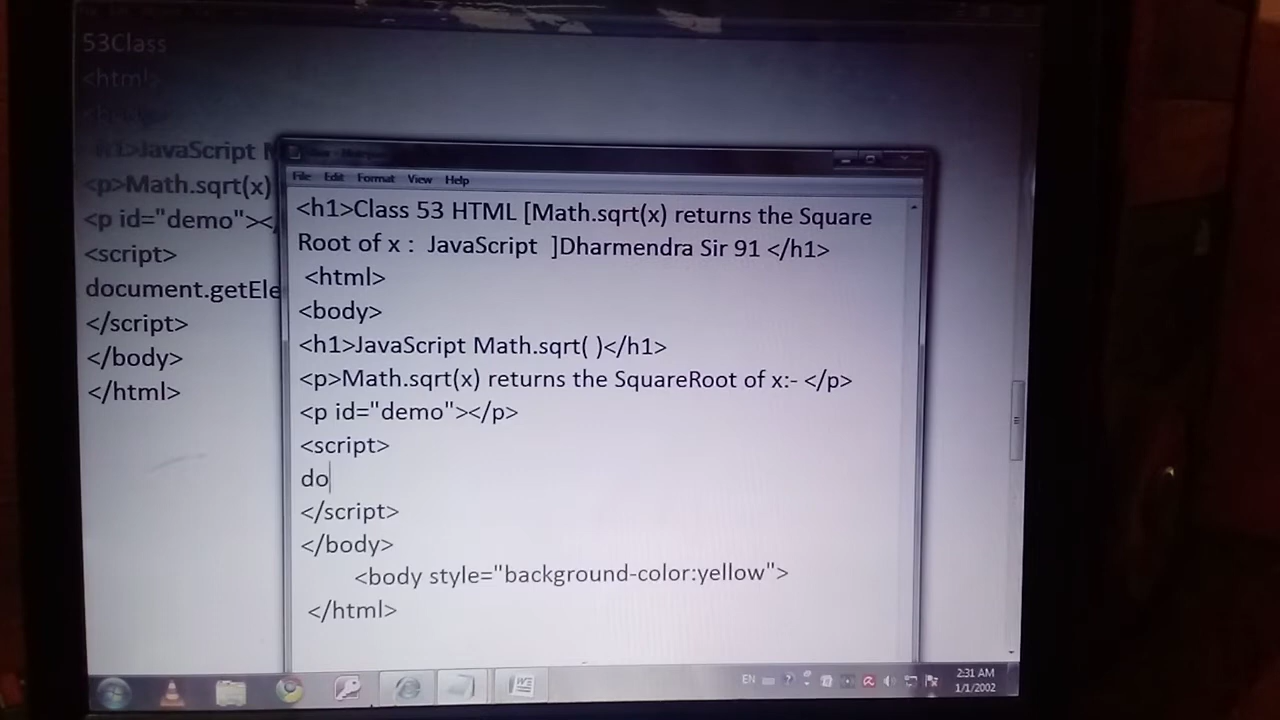 53Class
<html>
h1>JavaScript
<p>Math.sqrt(x)
<p id="demo"><
<script>
document.getEle
</script>
</body>
</html>
File Edit Format View Help
<h1>Class 53 HTML [Math.sqrt(x) returns the Square
Root of x : JavaScript ]Dharmendra Sir 91 </h1>
<html>
<body>
<h1>JavaScript Math.sqrt( )</h1>
<p>Math.sqrt(x) returns the SquareRoot of x:- </p>
<p id="demo"></p>
<script>
do
</script>
</body>
<body style="background-color:yellow">
</html>
EN
2:31 AM
1/1/2002